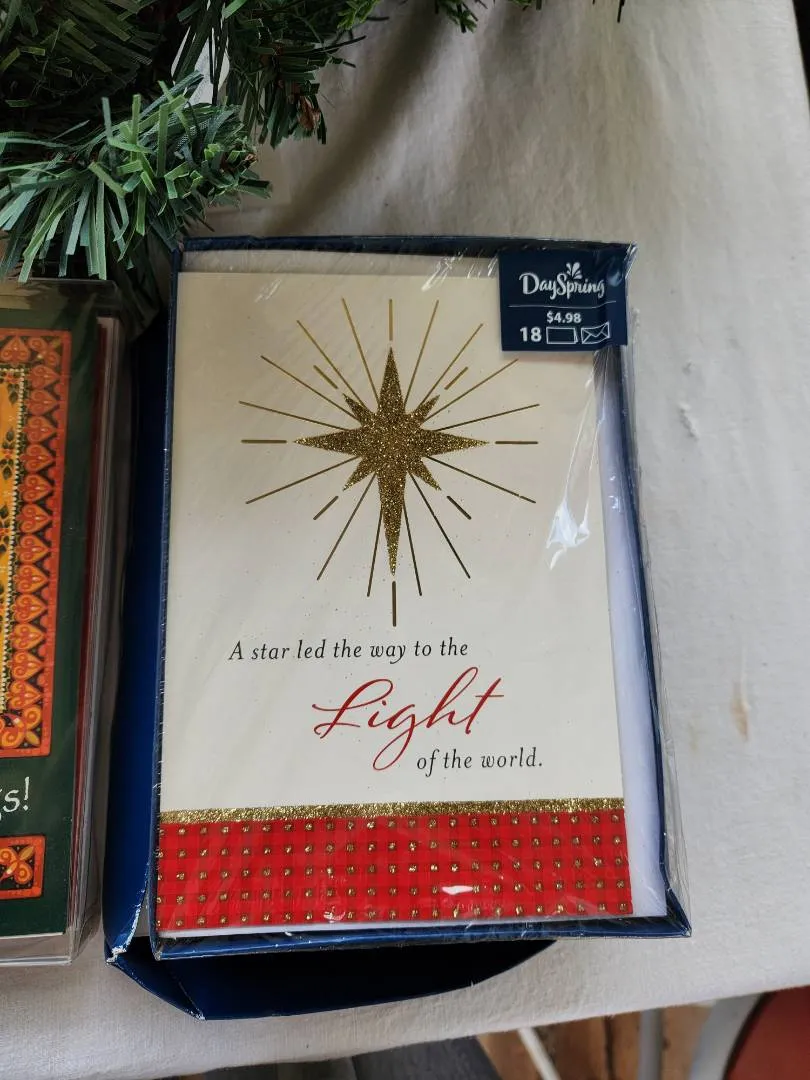 DaySpring
$4.98
18
A star led the way to the
Light
of the world.
s!